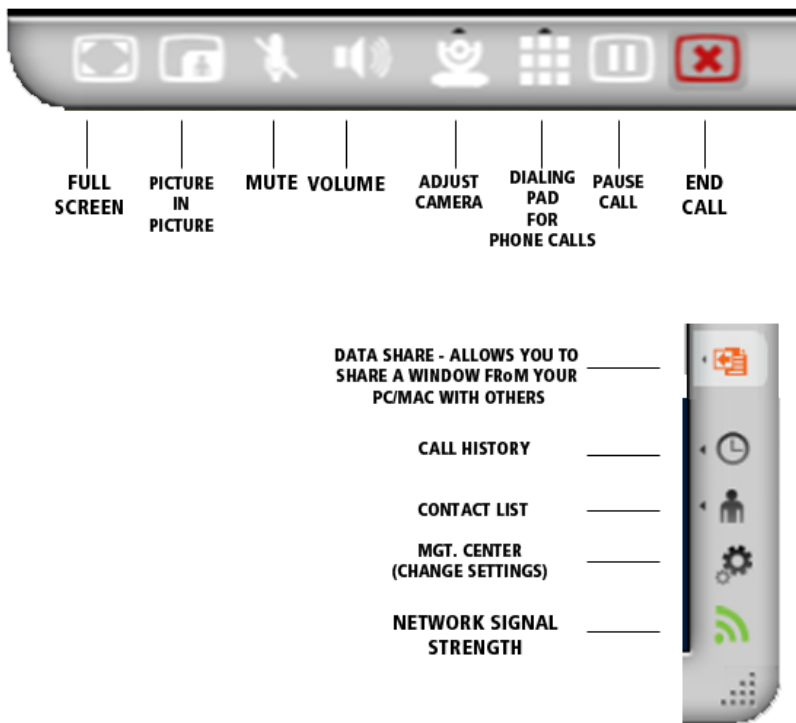 FULL
SCREEN
PICTURE
IN
PICTURE
MUTE
VOLUME
ADJUST
CAMERA
DIALING
PAD
FOR
PHONE CALLS
PAUSE
CALL
END
CALL
DATA SHARE - ALLOWS YOU TO
SHARE A WINDOW FRoM YOUR
PC/MAC WITH OTHERS
CALL HISTORY
CONTACT LIST
MGT. CENTER
(CHANGE SETTINGS)
NETWORK SIGNAL
STRENGTH